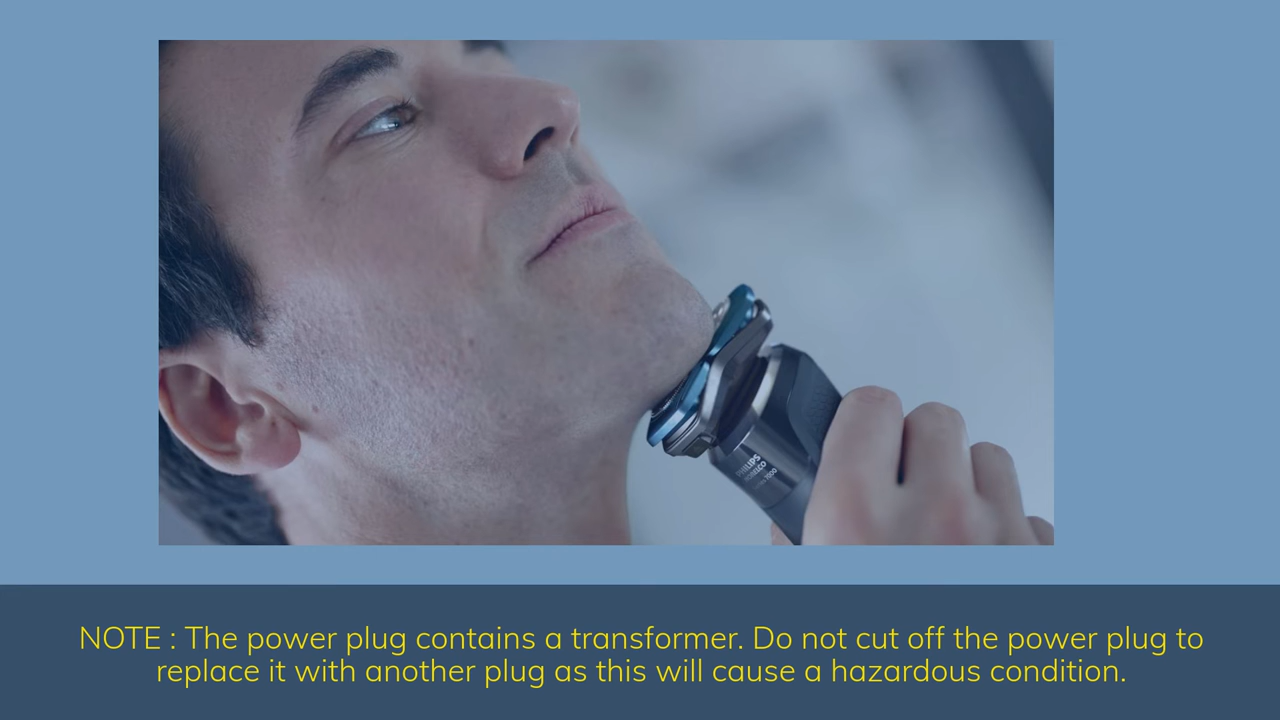 PHILIPS
NORELCO
7000
NOTE : The power plug contains a transformer. Do not cut off the power plug to
replace it with another plug as this will cause a hazardous condition.